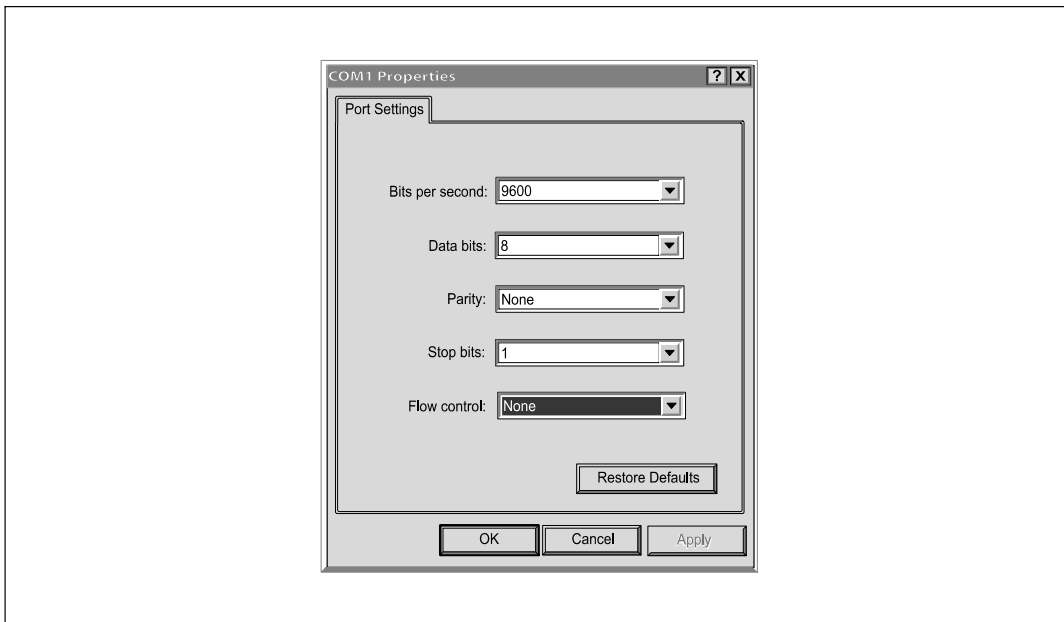 COM1 Properties ? X
Port Settings
Bits per second: 9600
Data bits: 8
Parity: None
Stop bits: 1
Flow control: None
Restore Defaults
OK Cancel Apply